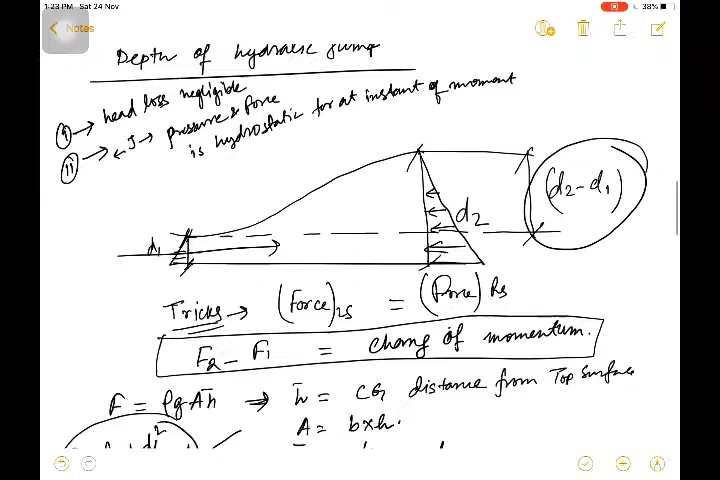 1:23 PM Sat 24 Nov
38%
Notes
Depth of hydraulic jump
(i) → head loss negligible
(ii) → ← J → pressure & force
is hydrostatic for at instant of moment
d1
d2
(d2 - d1)
Tricks → (Force)LS = (Force)RS
F2 - F1 = chang of momentum.
F = ρgAh̄ ⇒ h̄ = CG distance from Top surface
A = b×h.